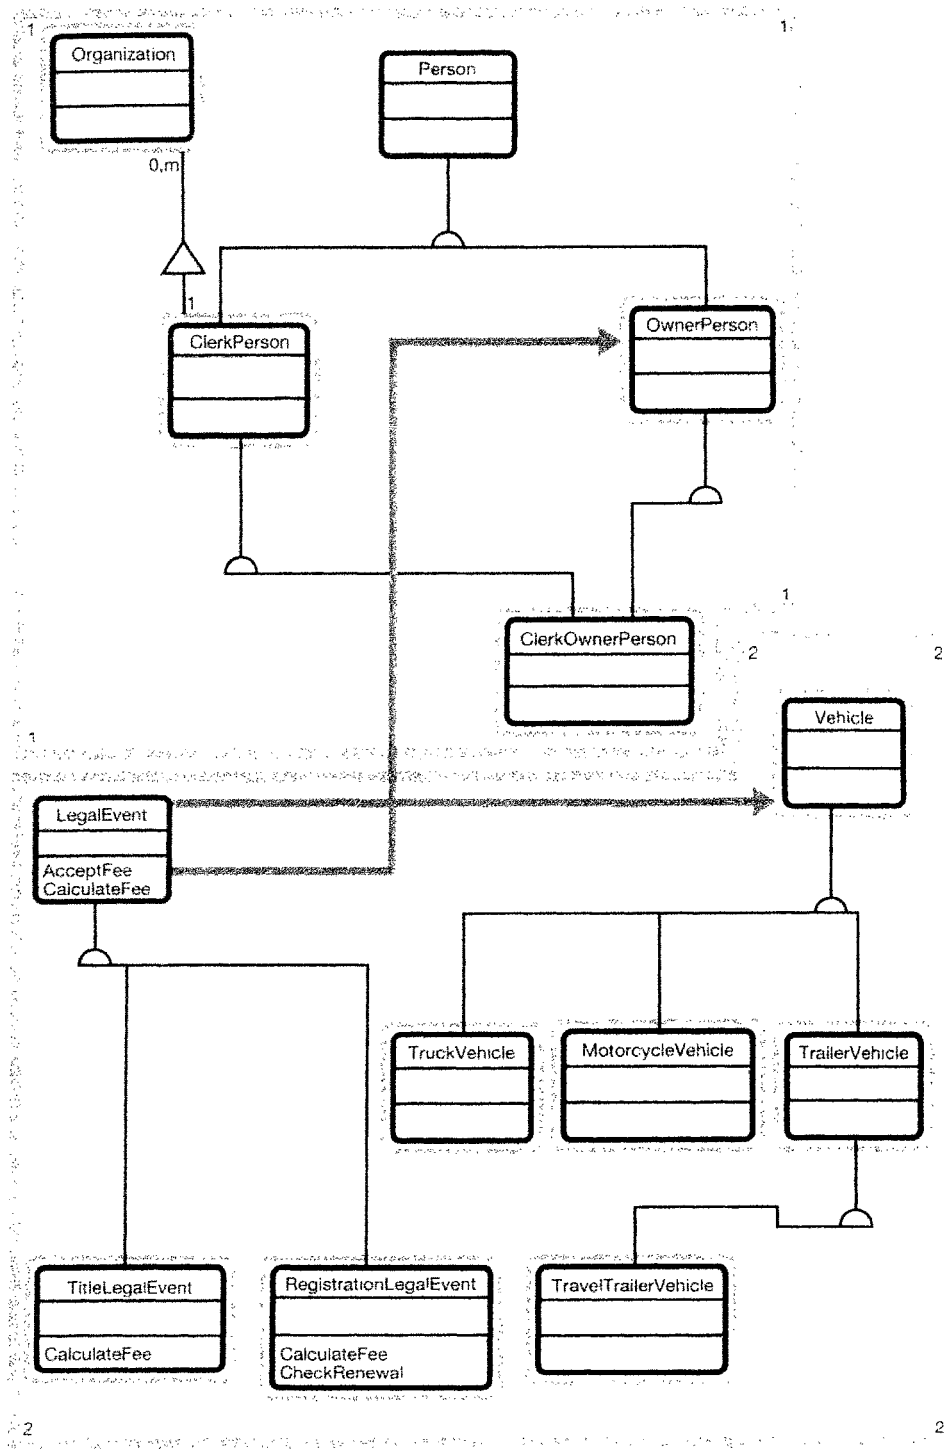 1
1
Organization
Person
0,m
1
ClerkPerson
OwnerPerson
1
ClerkOwnerPerson
2
2
Vehicle
1
LegalEvent
AcceptFee
CalculateFee
TruckVehicle
MotorcycleVehicle
TrailerVehicle
TitleLegalEvent
RegistrationLegalEvent
TravelTrailerVehicle
CalculateFee
CalculateFee
CheckRenewal
2
2